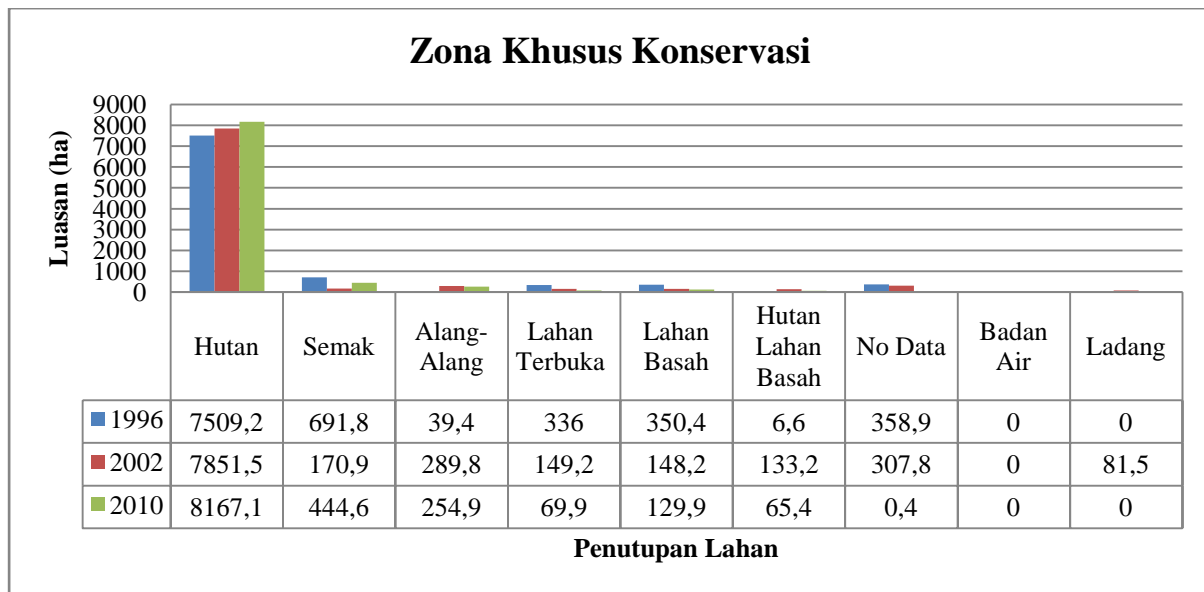 Zona Khusus Konservasi
Luasan (ha)
9000
8000
7000
6000
5000
4000
3000
2000
1000
0
Hutan Semak Alang-Alang Lahan Terbuka Lahan Basah Hutan Lahan Basah No Data Badan Air Ladang
1996 7509,2 691,8 39,4 336 350,4 6,6 358,9 0 0
2002 7851,5 170,9 289,8 149,2 148,2 133,2 307,8 0 81,5
2010 8167,1 444,6 254,9 69,9 129,9 65,4 0,4 0 0
Penutupan Lahan